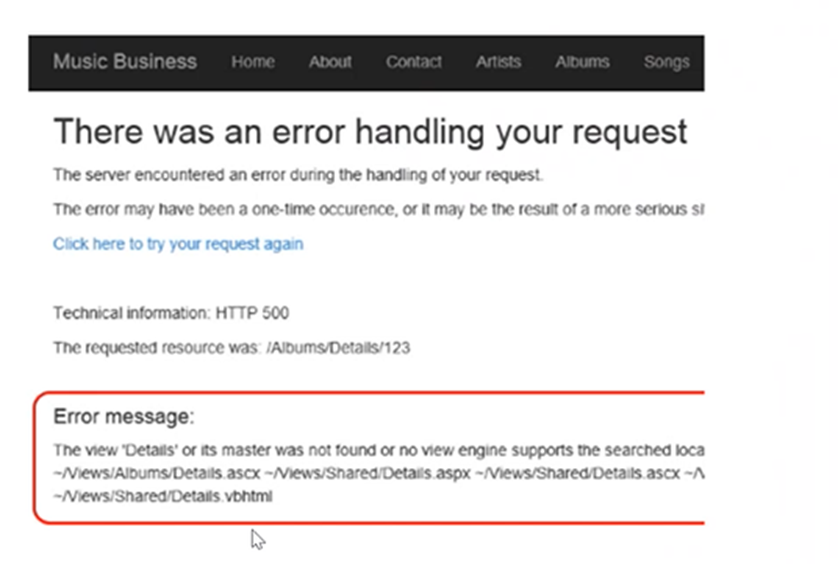 Music Business Home About Contact Artists Albums Songs
There was an error handling your request
The server encountered an error during the handling of your request.
The error may have been a one-time occurence, or it may be the result of a more serious
Click here to try your request again
Technical information: HTTP 500
The requested resource was: /Albums/Details/123
Error message:
The view 'Details' or its master was not found or no view engine supports the searched
~/Views/Albums/Details.ascx ~/Views/Shared/Details.aspx ~/Views/Shared/Details.ascx
~/Views/Shared/Details.vbhtml